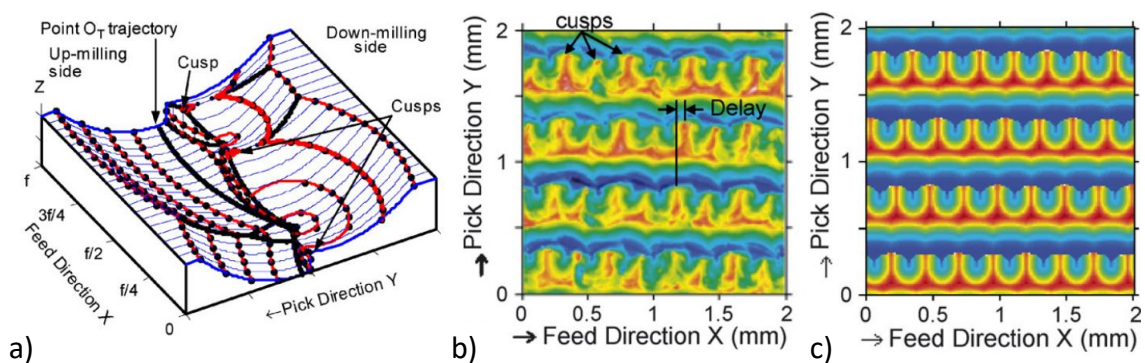 Point O_T trajectory
Up-milling
side
Cusp
Down-milling
side
Cusps
Z
f
3f/4
f/2
f/4
0
Feed Direction X
←Pick Direction Y
a)
cusps
Delay
2
1
0
→ Pick Direction Y (mm)
0 0.5 1 1.5 2
→ Feed Direction X (mm)
b)
2
1
0
→ Pick Direction Y (mm)
0 0.5 1 1.5 2
→ Feed Direction X (mm)
c)